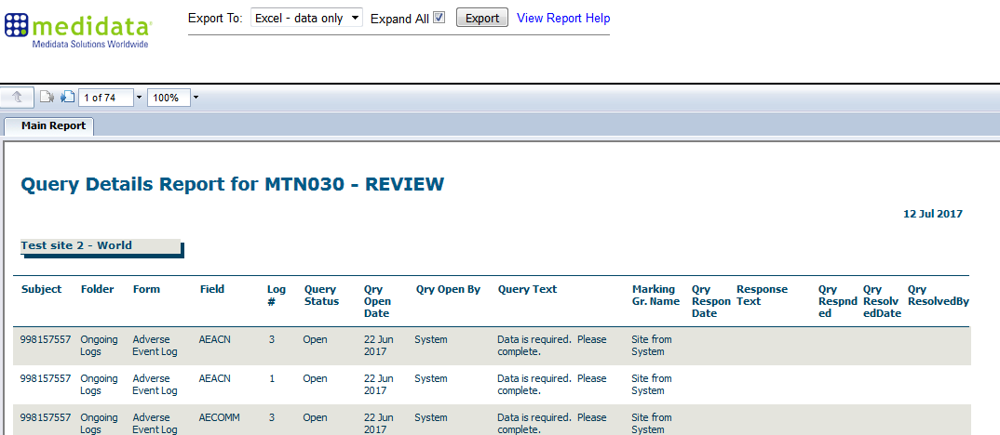 medidata
Medidata Solutions Worldwide
Export To: Excel - data only Expand All Export View Report Help
1 of 74 100%
Main Report
Query Details Report for MTN030 - REVIEW
12 Jul 2017
Test site 2 - World
Subject Folder Form Field Log # Query Status Qry Open Date Qry Open By Query Text Marking Gr. Name Qry Respon Date Response Text Qry Respnd ed Qry Resolv edDate Qry ResolvedBy
998157557 Ongoing Logs Adverse Event Log AEACN 3 Open 22 Jun 2017 System Data is required. Please complete. Site from System
998157557 Ongoing Logs Adverse Event Log AEACN 1 Open 22 Jun 2017 System Data is required. Please complete. Site from System
998157557 Ongoing Logs Adverse Event Log AECOMM 3 Open 22 Jun 2017 System Data is required. Please complete. Site from System